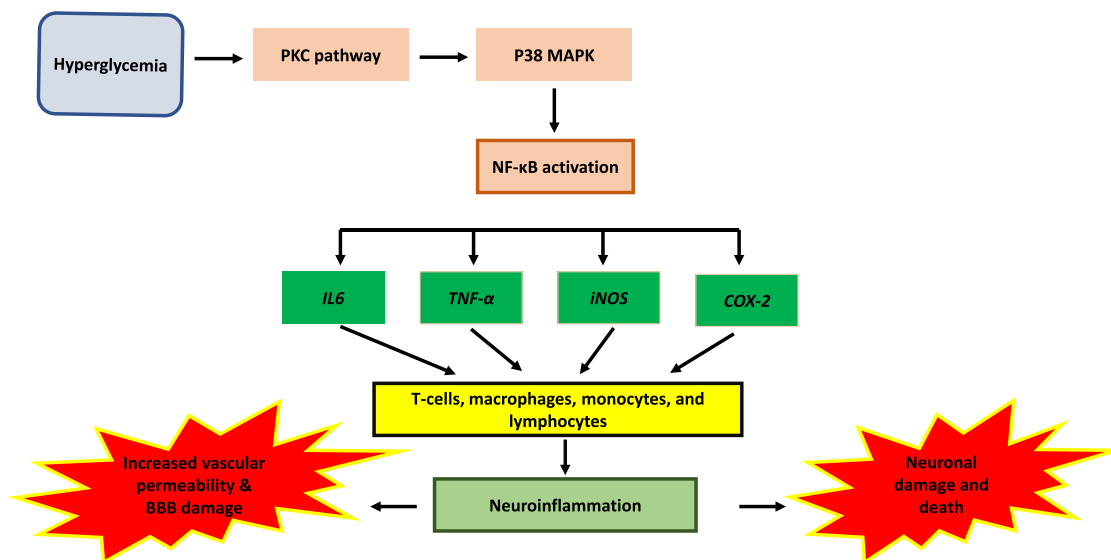 Hyperglycemia
PKC pathway
P38 MAPK
NF-κB activation
IL6
TNF-α
iNOS
COX-2
T-cells, macrophages, monocytes, and
lymphocytes
Increased vascular
permeability &
BBB damage
Neuroinflammation
Neuronal
damage and
death